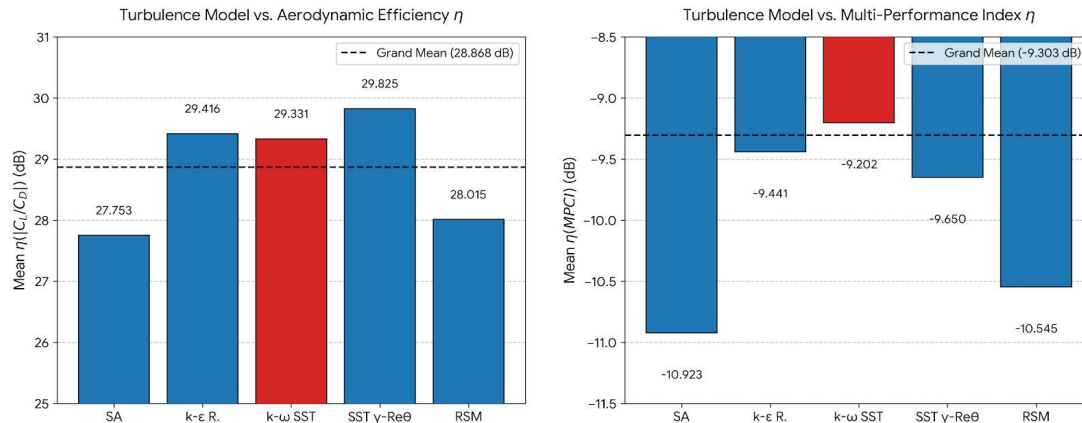 Turbulence Model vs. Aerodynamic Efficiency η
Mean η(|C_L/C_D|) (dB)
31
30
29
28
27
26
25
Grand Mean (28.868 dB)
27.753
29.416
29.331
29.825
28.015
SA
k-ε R.
k-ω SST
SST γ-Reθ
RSM
Turbulence Model vs. Multi-Performance Index η
Mean η(MPCI) (dB)
−8.5
−9.0
−9.5
−10.0
−10.5
−11.0
−11.5
Grand Mean (-9.303 dB)
-10.923
-9.441
-9.202
-9.650
-10.545
SA
k-ε R.
k-ω SST
SST γ-Reθ
RSM